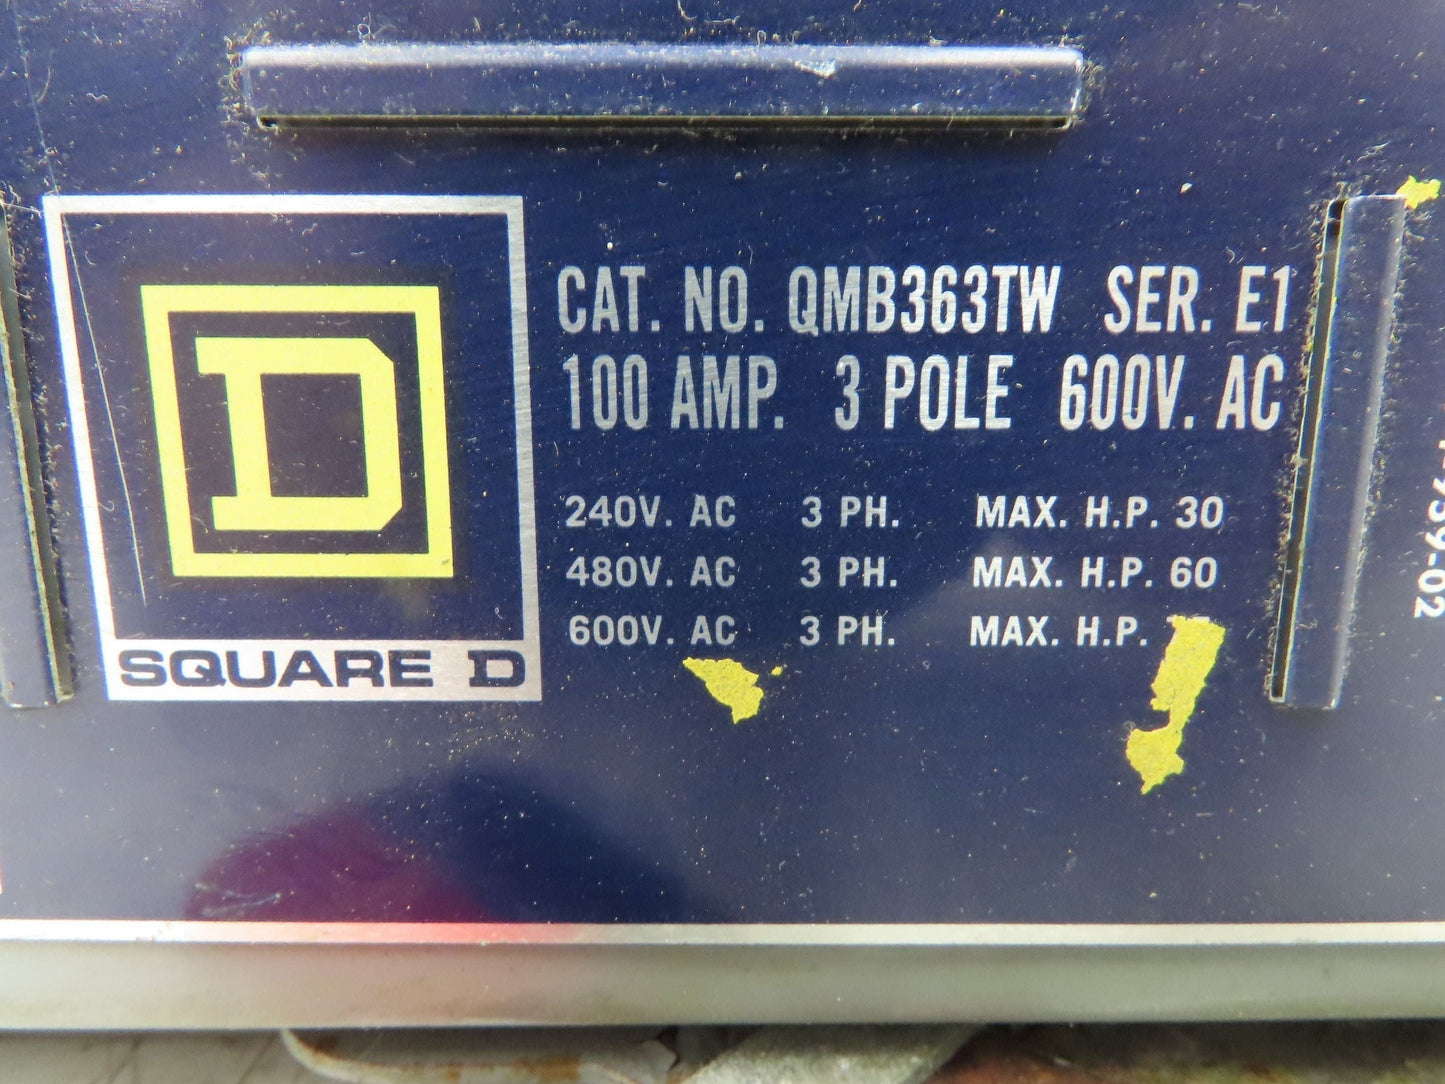 CAT. NO. QMB363TW SER. E1
100 AMP. 3 POLE 600V. AC
240V. AC 3 PH. MAX. H.P. 30
480V. AC 3 PH. MAX. H.P. 60
600V. AC 3 PH. MAX. H.P.
D
SQUARE D